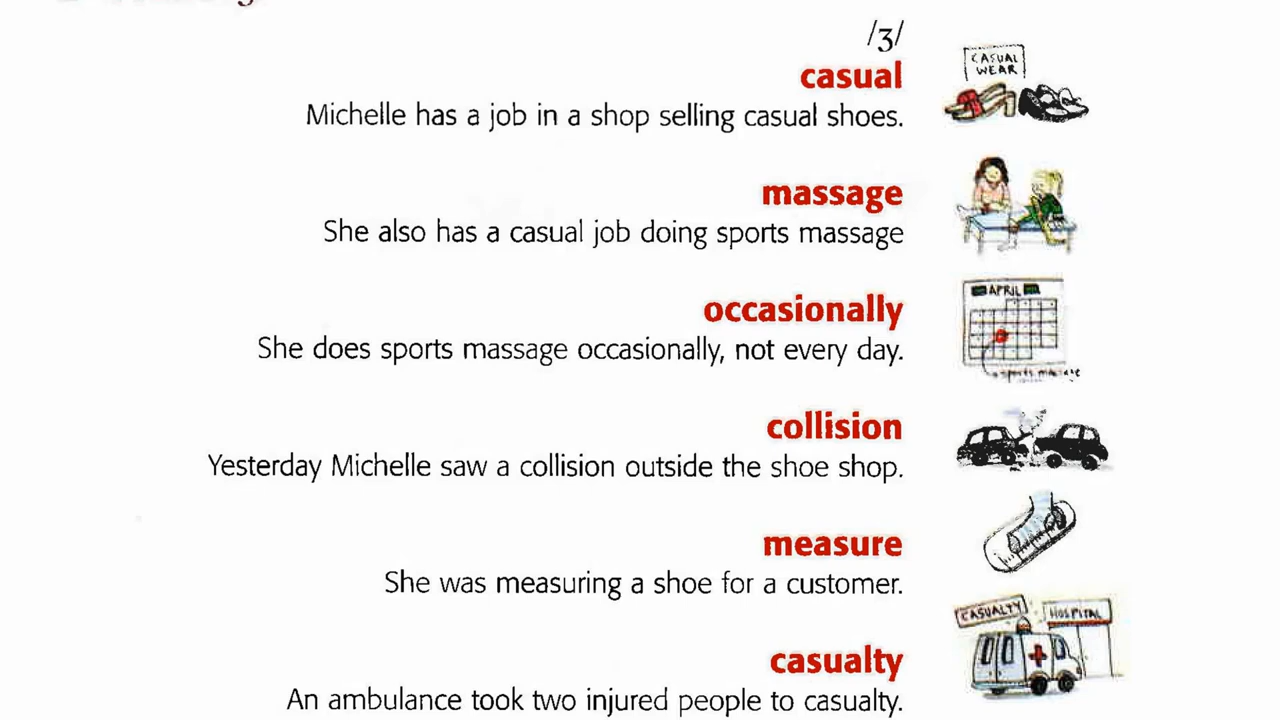 /ʒ/
casual
CASUAL
WEAR
Michelle has a job in a shop selling casual shoes.
massage
She also has a casual job doing sports massage
occasionally
APRIL
She does sports massage occasionally, not every day.
collision
Yesterday Michelle saw a collision outside the shoe shop.
measure
She was measuring a shoe for a customer.
CASUALTY
HOSPITAL
casualty
An ambulance took two injured people to casualty.